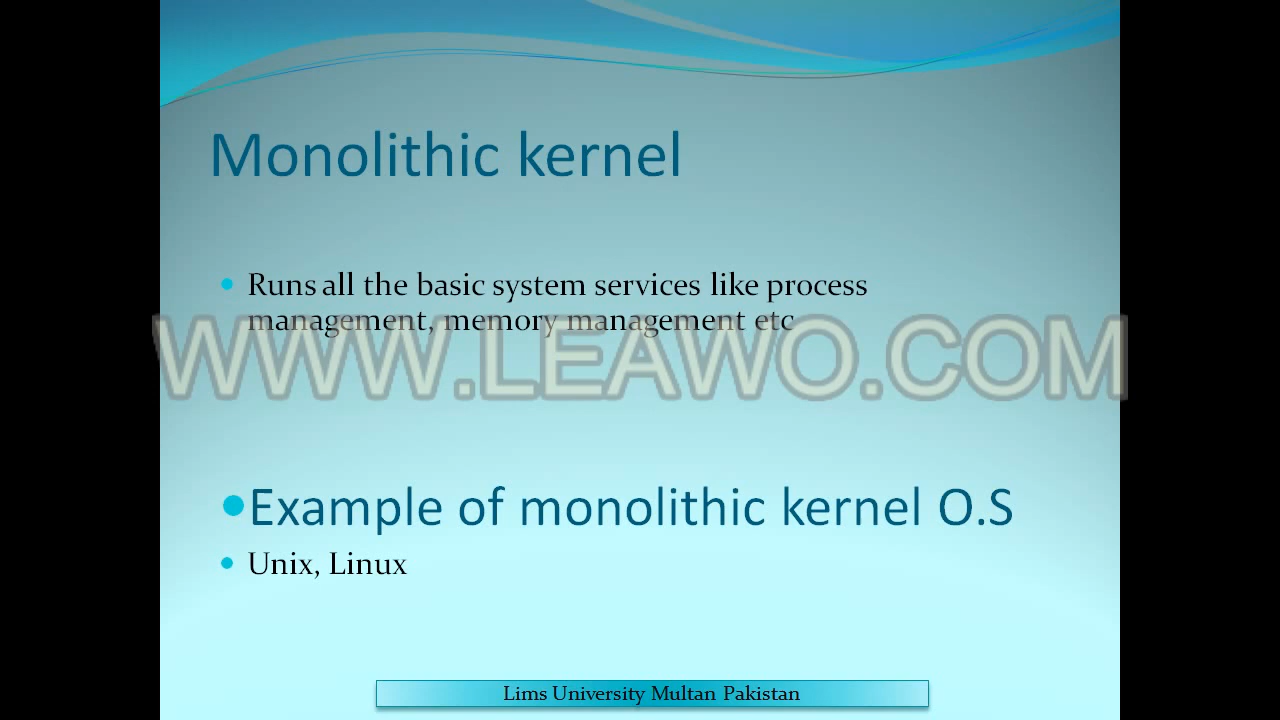 Monolithic kernel
• Runs all the basic system services like process
management, memory management etc
WWW.LEAWO.COM
•Example of monolithic kernel O.S
• Unix, Linux
Lims University Multan Pakistan